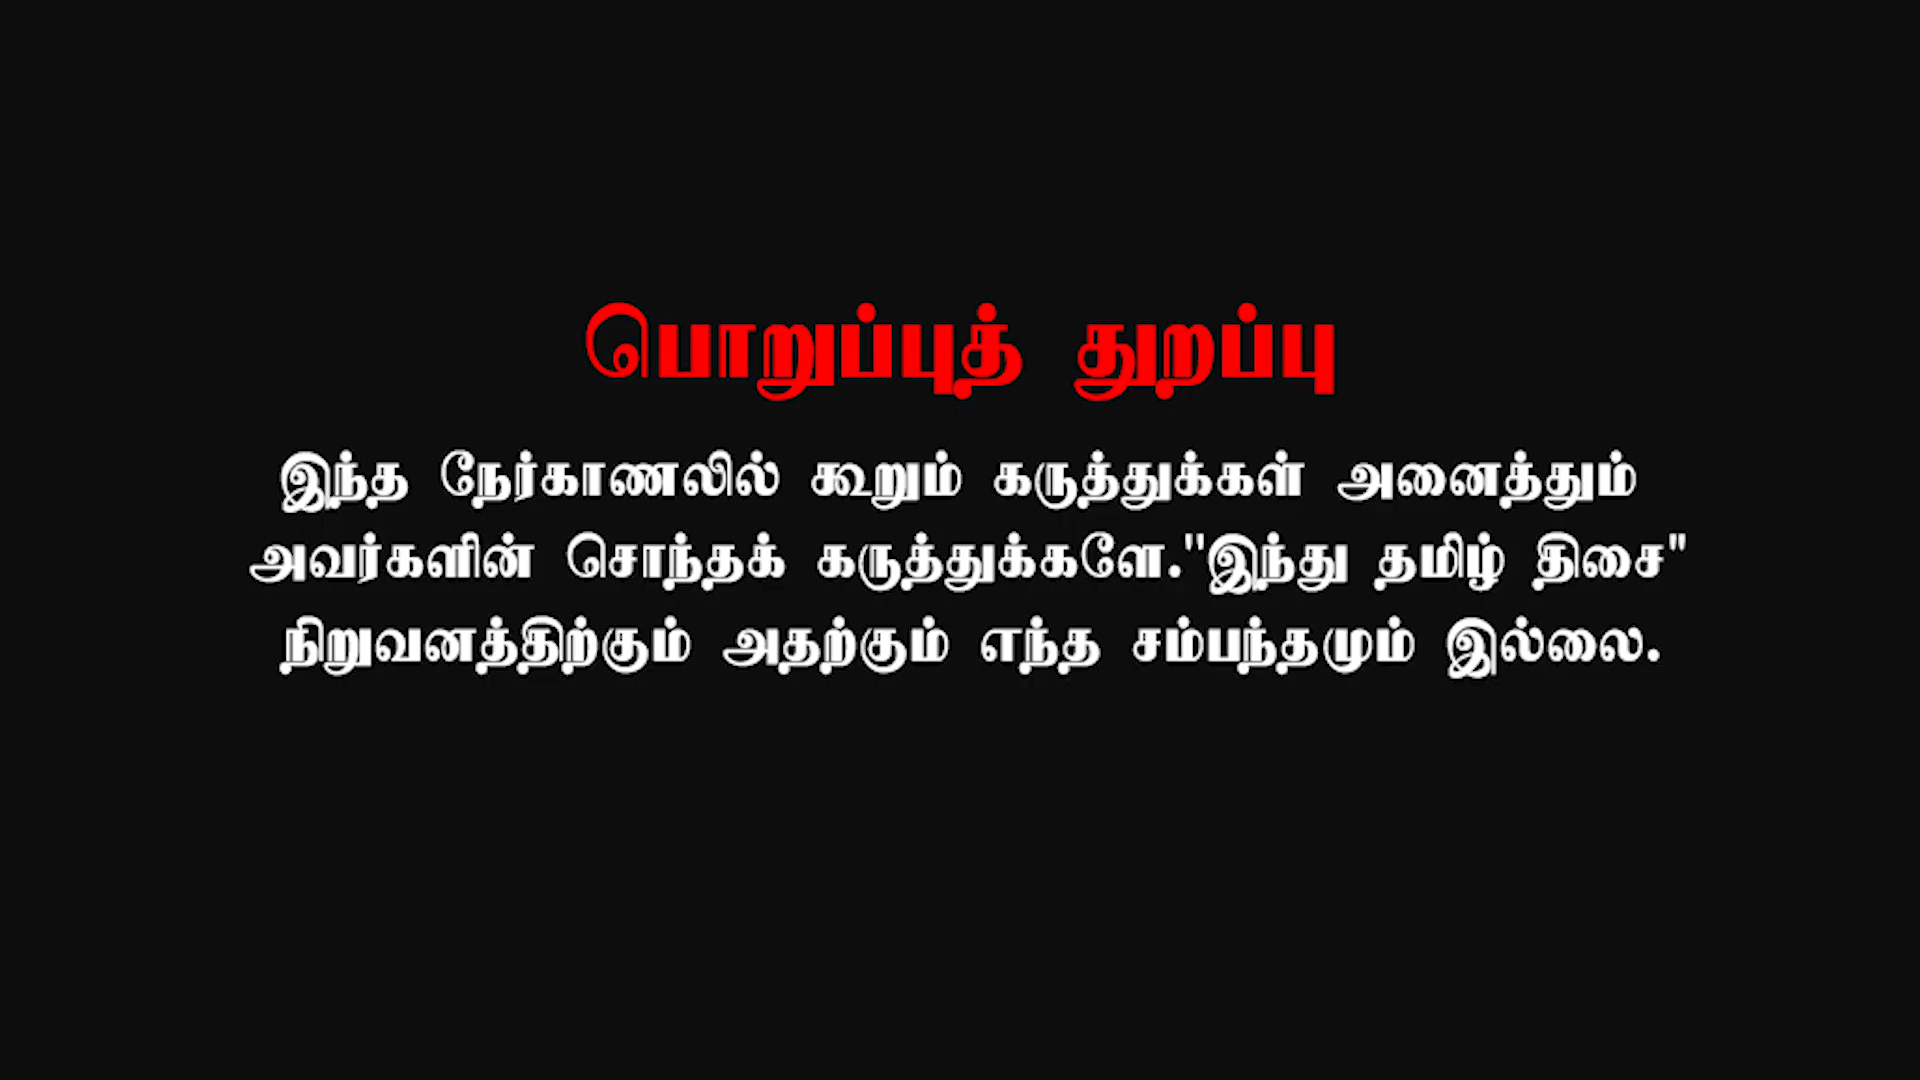 பொறுப்புத் துறப்பு
இந்த நேர்காணலில் கூறும் கருத்துக்கள் அனைத்தும்
அவர்களின் சொந்தக் கருத்துக்களே."இந்து தமிழ் திசை"
நிறுவனத்திற்கும் அதற்கும் எந்த சம்பந்தமும் இல்லை.